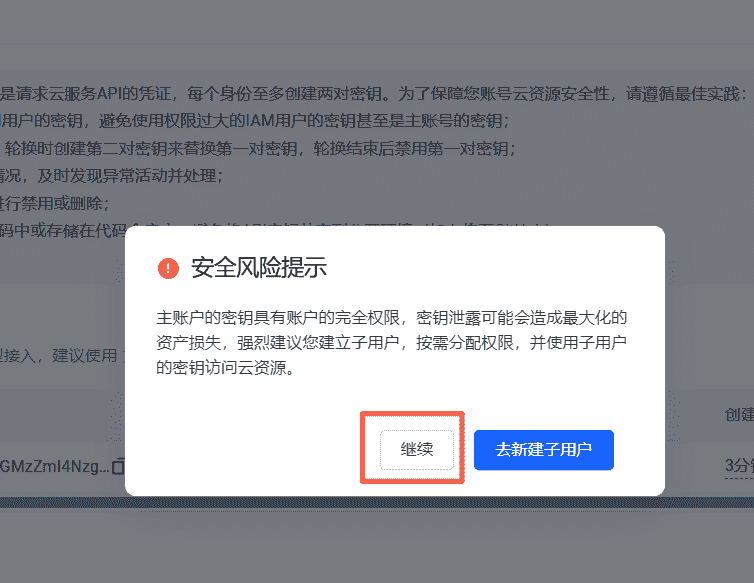 是请求云服务API的凭证，每个身份至多创建两对密钥。为了保障您账号云资源安全性，请遵循最佳实践：
用户的密钥，避免使用权限过大的IAM用户的密钥甚至是主账号的密钥；
轮换时创建第二对密钥来替换第一对密钥，轮换结束后禁用第一对密钥；
情况，及时发现异常活动并处理；
进行禁用或删除；
码中或存储在代码
安全风险提示
主账户的密钥具有账户的完全权限，密钥泄露可能会造成最大化的
资产损失，强烈建议您建立子用户，按需分配权限，并使用子用户
的密钥访问云资源。
型接入，建议使用
创建
继续 去新建子用户
GMzZmI4Nzg...
3分钟